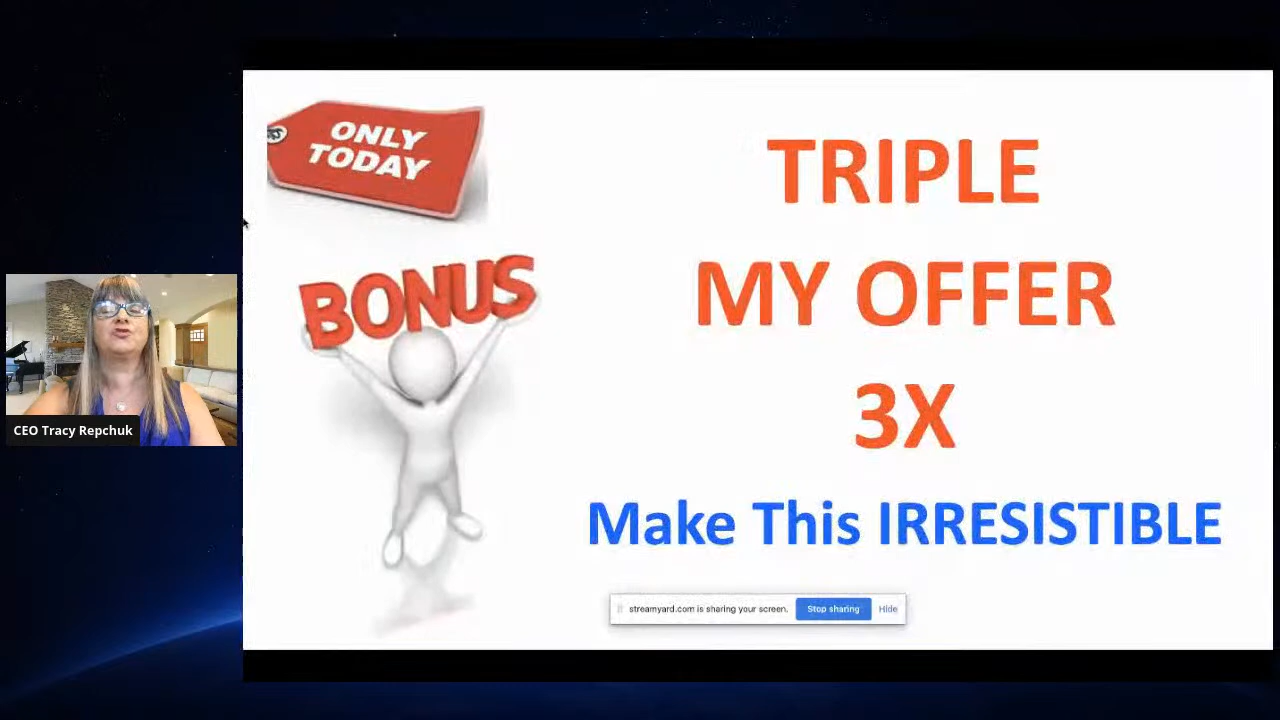 ONLY
TODAY
BONUS
TRIPLE
MY OFFER
3X
Make This IRRESISTIBLE
CEO Tracy Repchuk
streamyard.com is sharing your screen. Stop sharing Hide